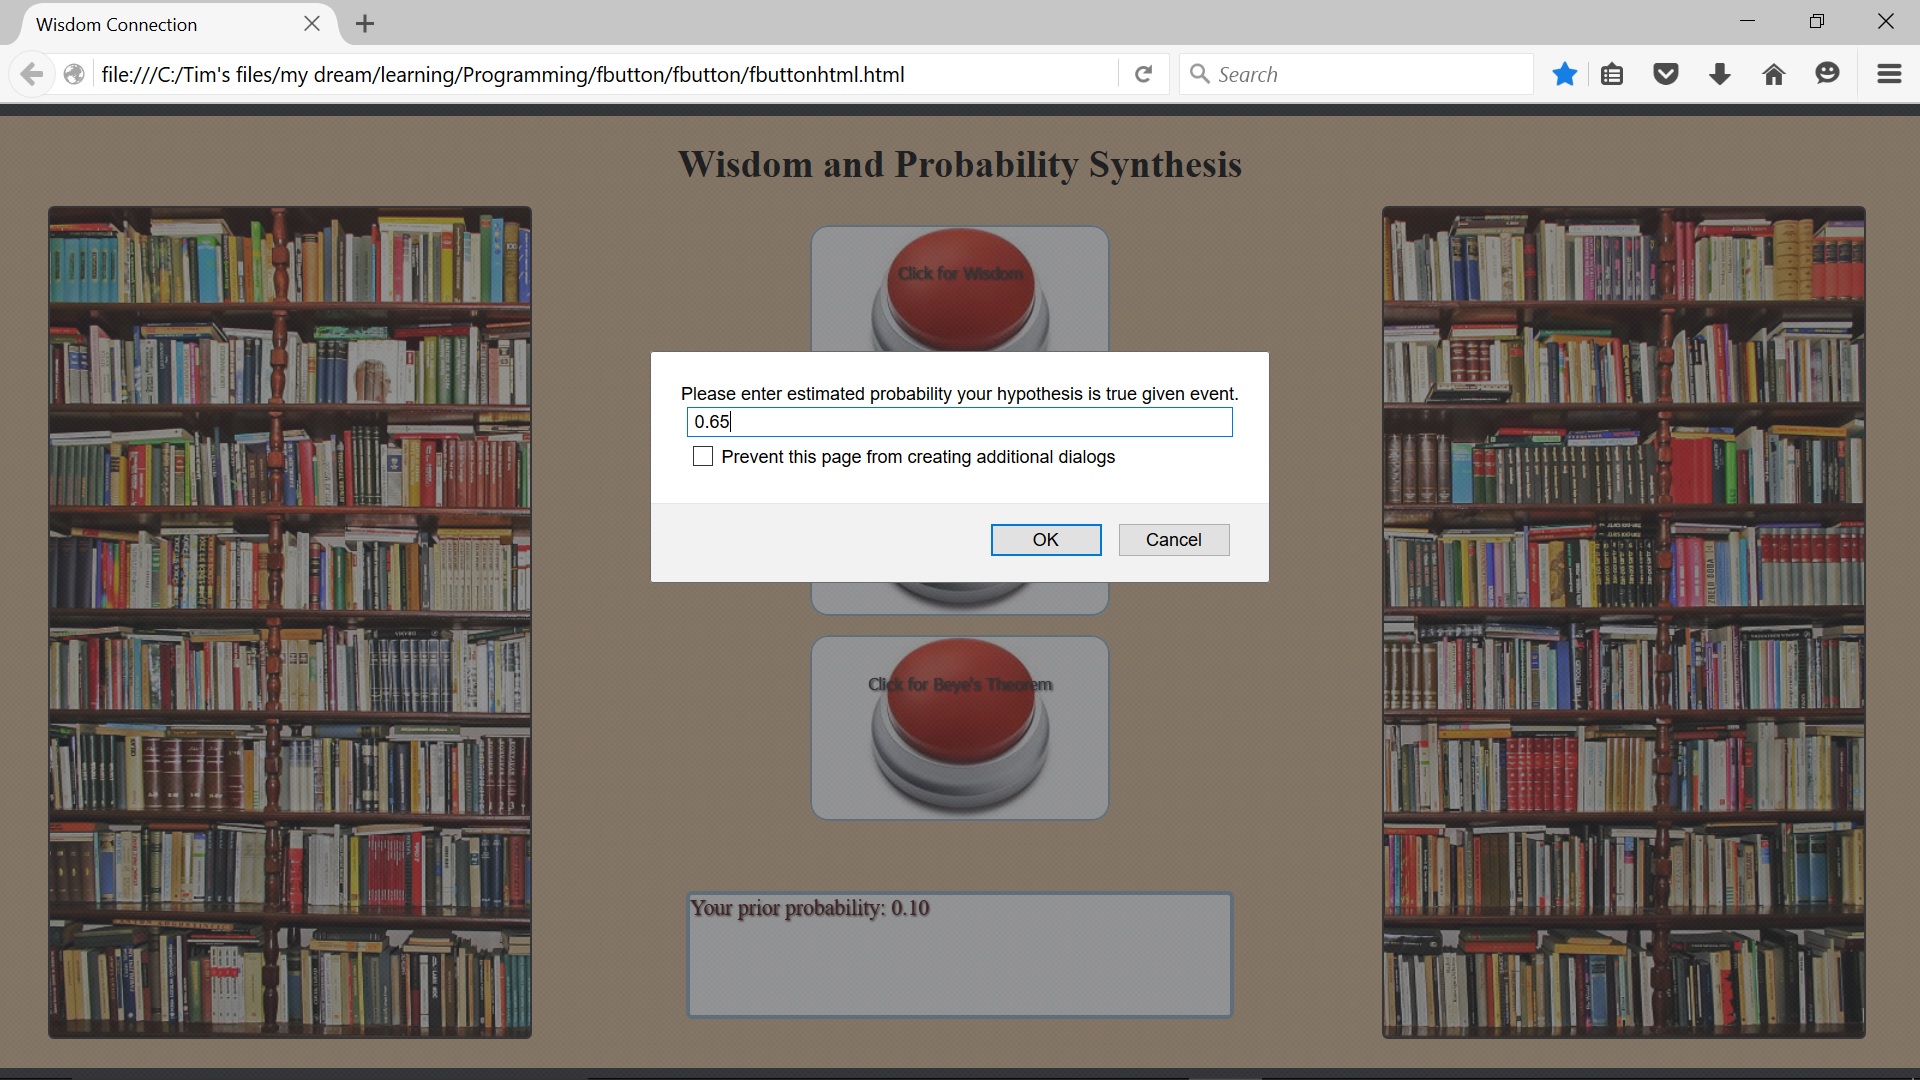 Wisdom Connection
file:///C:/Tim's files/my dream/learning/Programming/fbutton/fbutton/fbuttonhtml.html
Search
Wisdom and Probability Synthesis
Click for Wisdom
Please enter estimated probability your hypothesis is true given event.
0.65
Prevent this page from creating additional dialogs
OK
Cancel
Click for Beye's Theorem
Your prior probability: 0.10